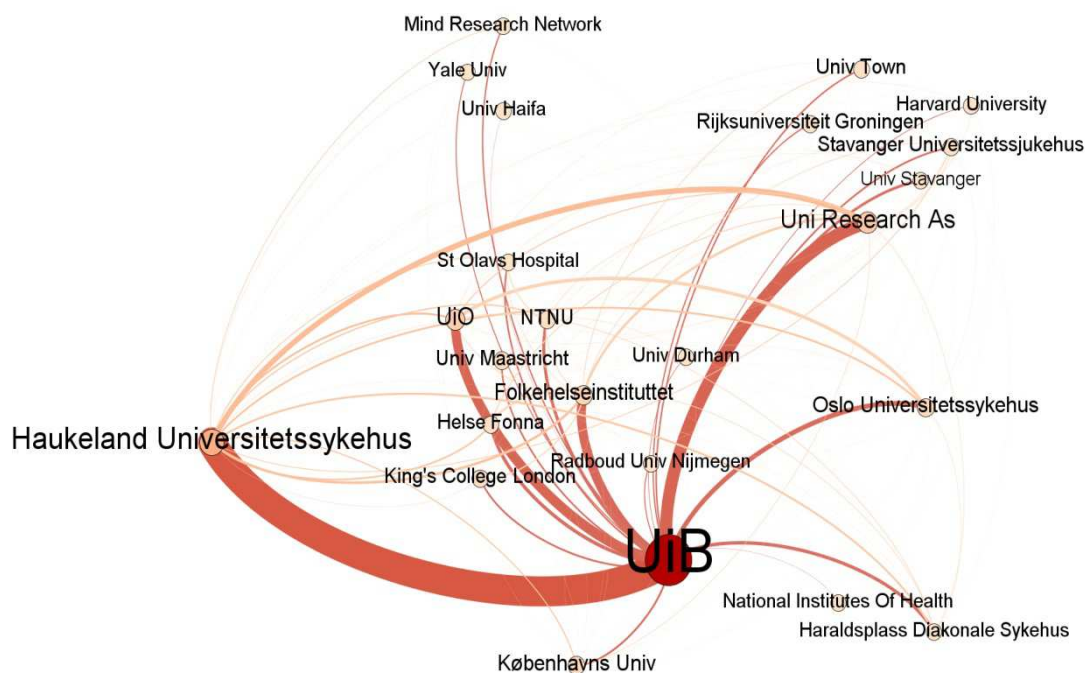 Mind Research Network
Yale Univ
Univ Town
Univ Haifa
Harvard University
Rijksuniversiteit Groningen
Stavanger Universitetssjukehus
Univ Stavanger
Uni Research As
St Olavs Hospital
UiO
NTNU
Univ Maastricht
Univ Durham
Folkehelseinstituttet
Oslo Universitetssykehus
Helse Fonna
Haukeland Universitetssykehus
Radboud Univ Nijmegen
King's College London
UiB
National Institutes Of Health
Haraldsplass Diakonale Sykehus
Københavns Univ